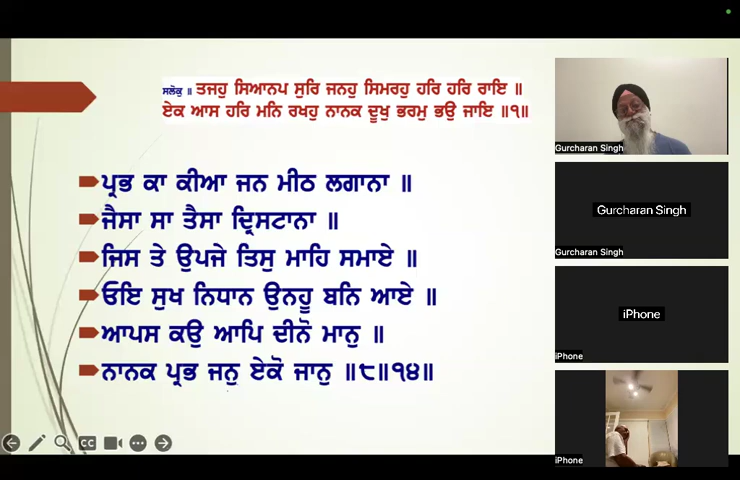 ਸਲੋਕੁ ॥ ਤਜਹੁ ਸਿਆਨਪ ਸੁਰਿ ਜਨਹੁ ਸਿਮਰਹੁ ਹਰਿ ਹਰਿ ਰਾਇ ॥
ਏਕ ਆਸ ਹਰਿ ਮਨਿ ਰਖਹੁ ਨਾਨਕ ਦੂਖੁ ਭਰਮੁ ਭਉ ਜਾਇ ॥੧॥
ਪ੍ਰਭ ਕਾ ਕੀਆ ਜਨ ਮੀਠ ਲਗਾਨਾ ॥
ਜੈਸਾ ਸਾ ਤੈਸਾ ਦ੍ਰਿਸਟਾਨਾ ॥
ਜਿਸ ਤੇ ਉਪਜੇ ਤਿਸੁ ਮਾਹਿ ਸਮਾਏ ॥
ਓਇ ਸੁਖ ਨਿਧਾਨ ਉਨਹੂ ਬਨਿ ਆਏ ॥
ਆਪਸ ਕਉ ਆਪਿ ਦੀਨੋ ਮਾਨੁ ॥
ਨਾਨਕ ਪ੍ਰਭ ਜਨੁ ਏਕੋ ਜਾਨੁ ॥੮॥੧੪॥
Gurcharan Singh
Gurcharan Singh
Gurcharan Singh
iPhone
iPhone
iPhone
CC